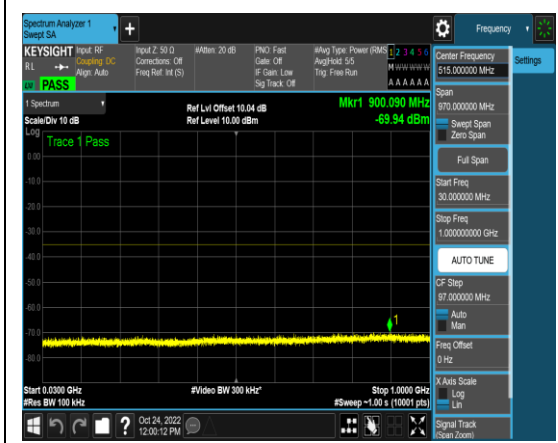 Spectrum Analyzer 1
Swept SA
Frequency
KEYSIGHT
Input: RF
Coupling: DC
Align: Auto
Input Z: 50 Ω
Corrections: Off
Freq Ref: Int (S)
#Atten: 20 dB
PNO: Fast
Gate: Off
IF Gain: Low
Sig Track: Off
#Avg Type: Power (RMS
Avg|Hold: 5/5
Trig: Free Run
1 2 3 4 5 6
M W W W W W
A A A A A A
RL
PASS
1 Spectrum
Scale/Div 10 dB
Ref Lvl Offset 10.04 dB
Ref Level 10.00 dBm
Mkr1 900.090 MHz
-69.94 dBm
Log
Trace 1 Pass
0.00
-10.0
-20.0
-30.0
-40.0
-50.0
-60.0
-70.0
-80.0
1
Start 0.0300 GHz
#Res BW 100 kHz
#Video BW 300 kHz*
Stop 1.0000 GHz
#Sweep ~1.00 s (10001 pts)
Oct 24, 2022
12:00:12 PM
Center Frequency
515.000000 MHz
Settings
Span
970.000000 MHz
Swept Span
Zero Span
Full Span
Start Freq
30.000000 MHz
Stop Freq
1.000000000 GHz
AUTO TUNE
CF Step
97.000000 MHz
Auto
Man
Freq Offset
0 Hz
X Axis Scale
Log
Lin
Signal Track
(Span Zoom)